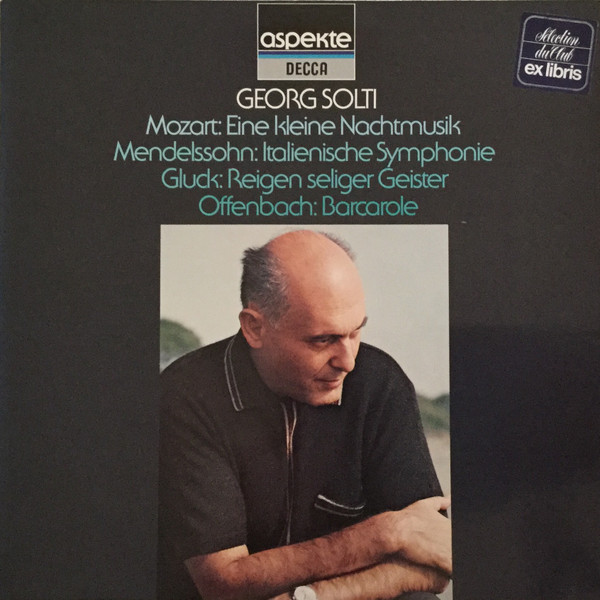 aspekte
DECCA
Sélection
du Club
ex libris
GEORG SOLTI
Mozart: Eine kleine Nachtmusik
Mendelssohn: Italienische Symphonie
Gluck: Reigen seliger Geister
Offenbach: Barcarole